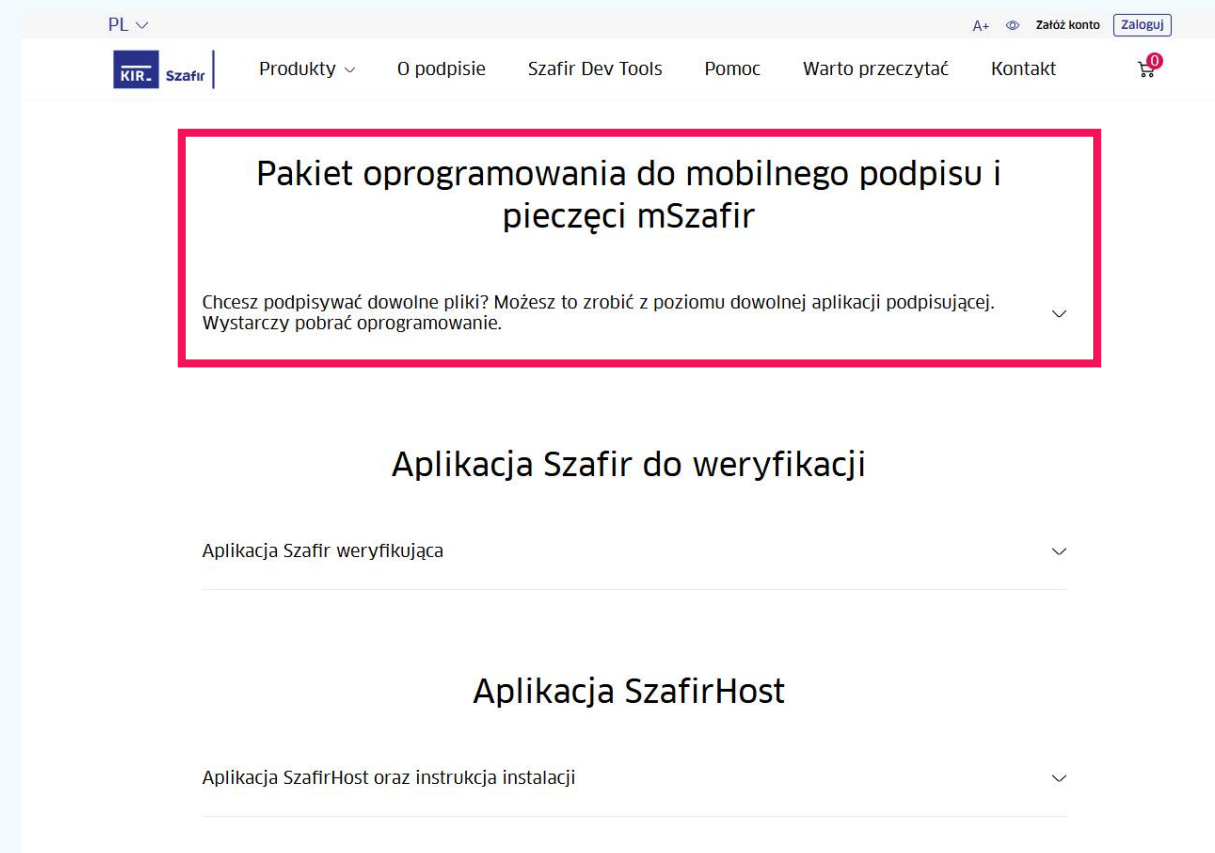 PL
A+ Załóż konto Zaloguj
KIR. Szafır Produkty O podpisie Szafir Dev Tools Pomoc Warto przeczytać Kontakt 0
Pakiet oprogramowania do mobilnego podpisu i
pieczęci mSzafir
Chcesz podpisywać dowolne pliki? Możesz to zrobić z poziomu dowolnej aplikacji podpisującej.
Wystarczy pobrać oprogramowanie.
Aplikacja Szafir do weryfikacji
Aplikacja Szafir weryfikująca
Aplikacja SzafirHost
Aplikacja SzafirHost oraz instrukcja instalacji